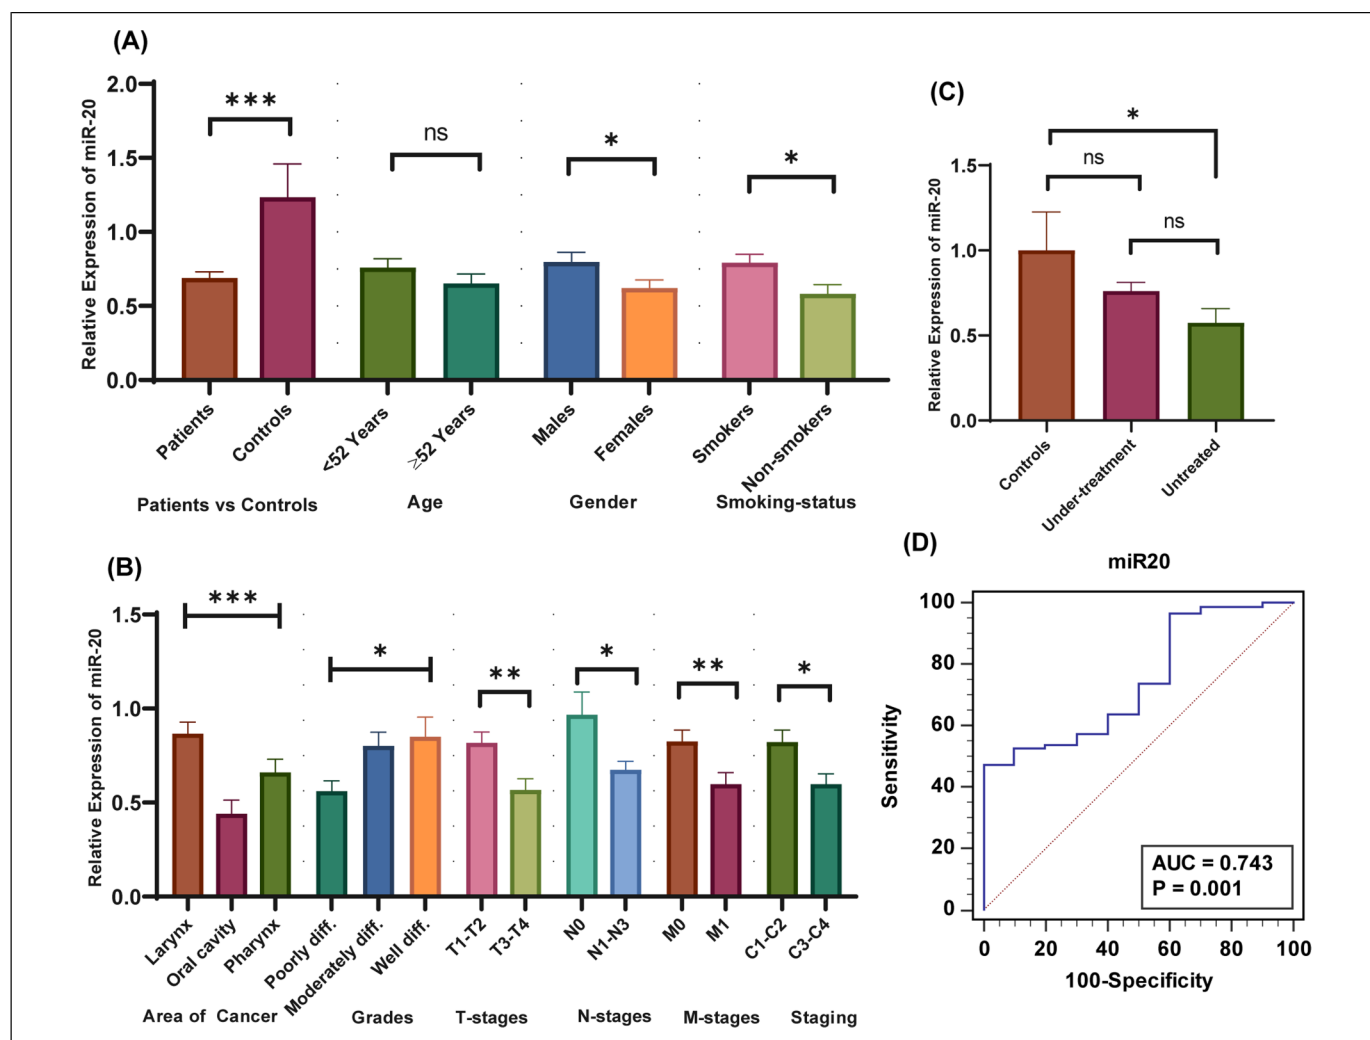 (A)
Relative Expression of miR-20
2.0
1.5
1.0
0.5
0.0
***
ns
*
*
Patients
Controls
<52 Years
≥52 Years
Males
Females
Smokers
Non-smokers
Patients vs Controls
Age
Gender
Smoking-status
(C)
Relative Expression of miR-20
1.5
1.0
0.5
0.0
*
ns
ns
Controls
Under-treatment
Untreated
(B)
Relative Expression of miR-20
1.5
1.0
0.5
0.0
***
*
**
*
**
*
Larynx
Oral cavity
Pharynx
Poorly diff.
Moderately diff.
Well diff.
T1-T2
T3-T4
N0
N1-N3
M0
M1
C1-C2
C3-C4
Area of Cancer
Grades
T-stages
N-stages
M-stages
Staging
(D)
miR20
Sensitivity
100
80
60
40
20
0
AUC = 0.743
P = 0.001
0 20 40 60 80 100
100-Specificity